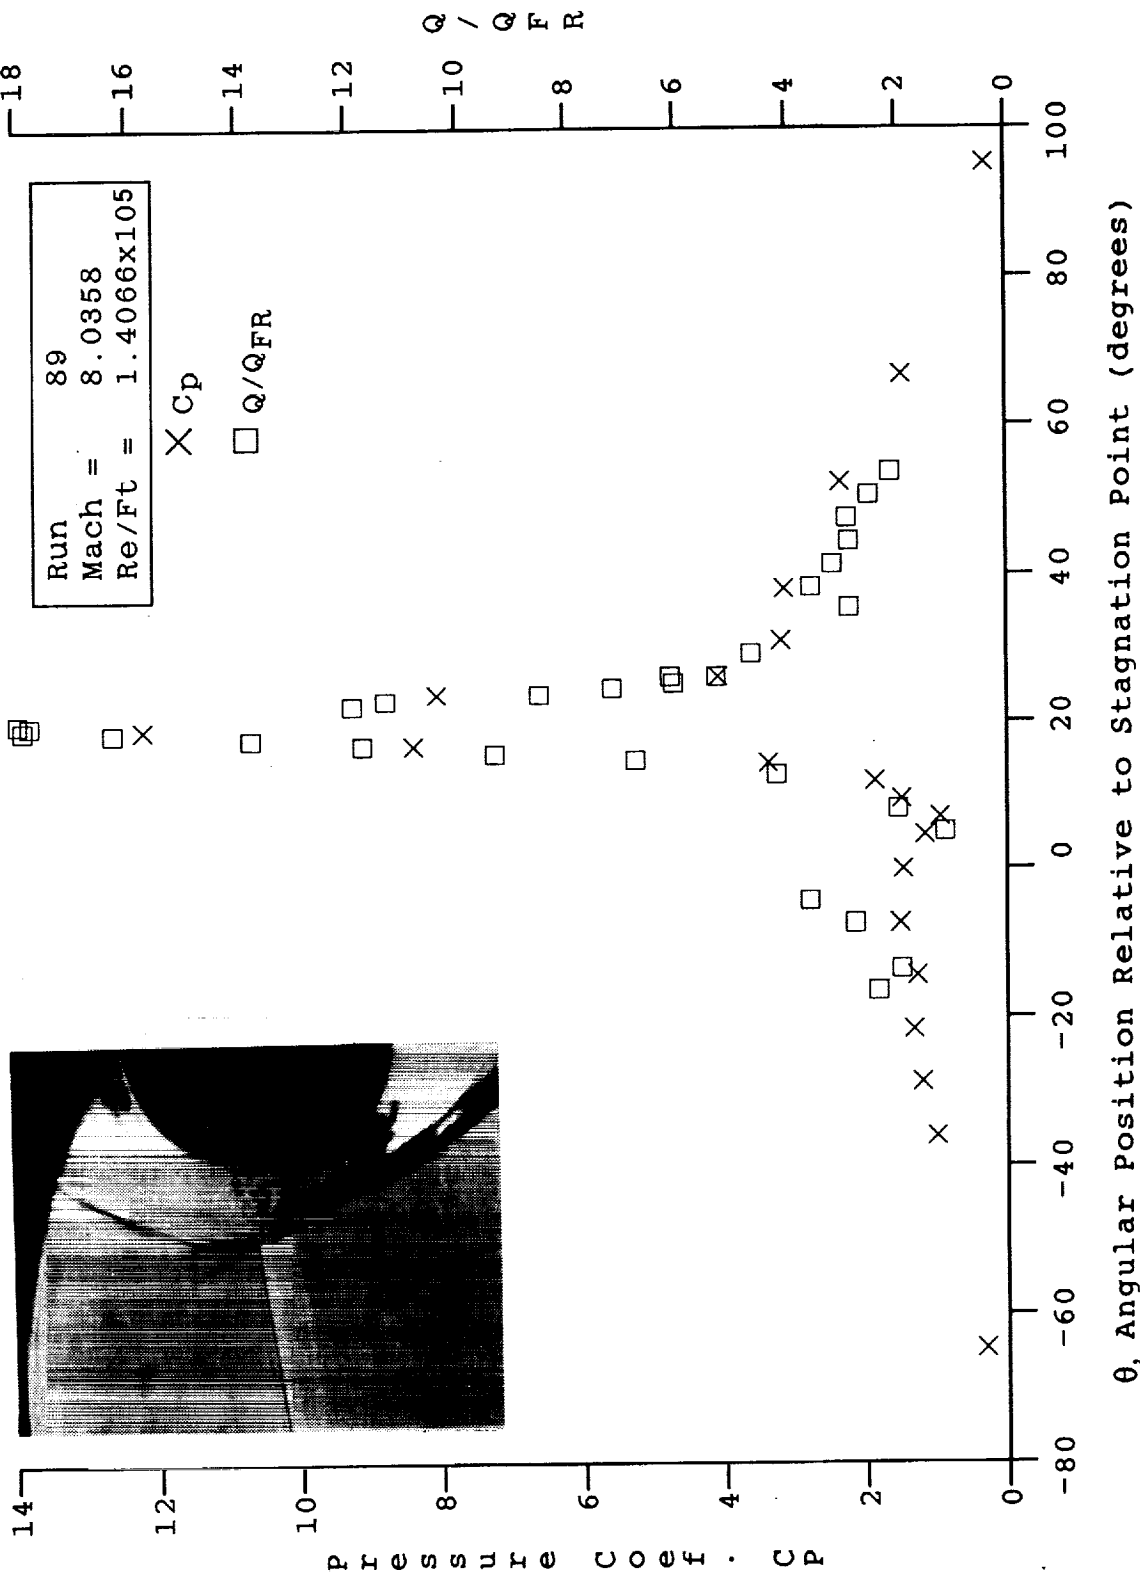 Run 89
Mach = 8.0358
Re/Ft = 1.4066x105
× Cp
□ Q/QFR
Pressure Coef. CP
14
12
10
8
6
4
2
0
Q/QFR
18
16
14
12
10
8
6
4
2
0
-80 -60 -40 -20 0 20 40 60 80 100
θ, Angular Position Relative to Stagnation Point (degrees)